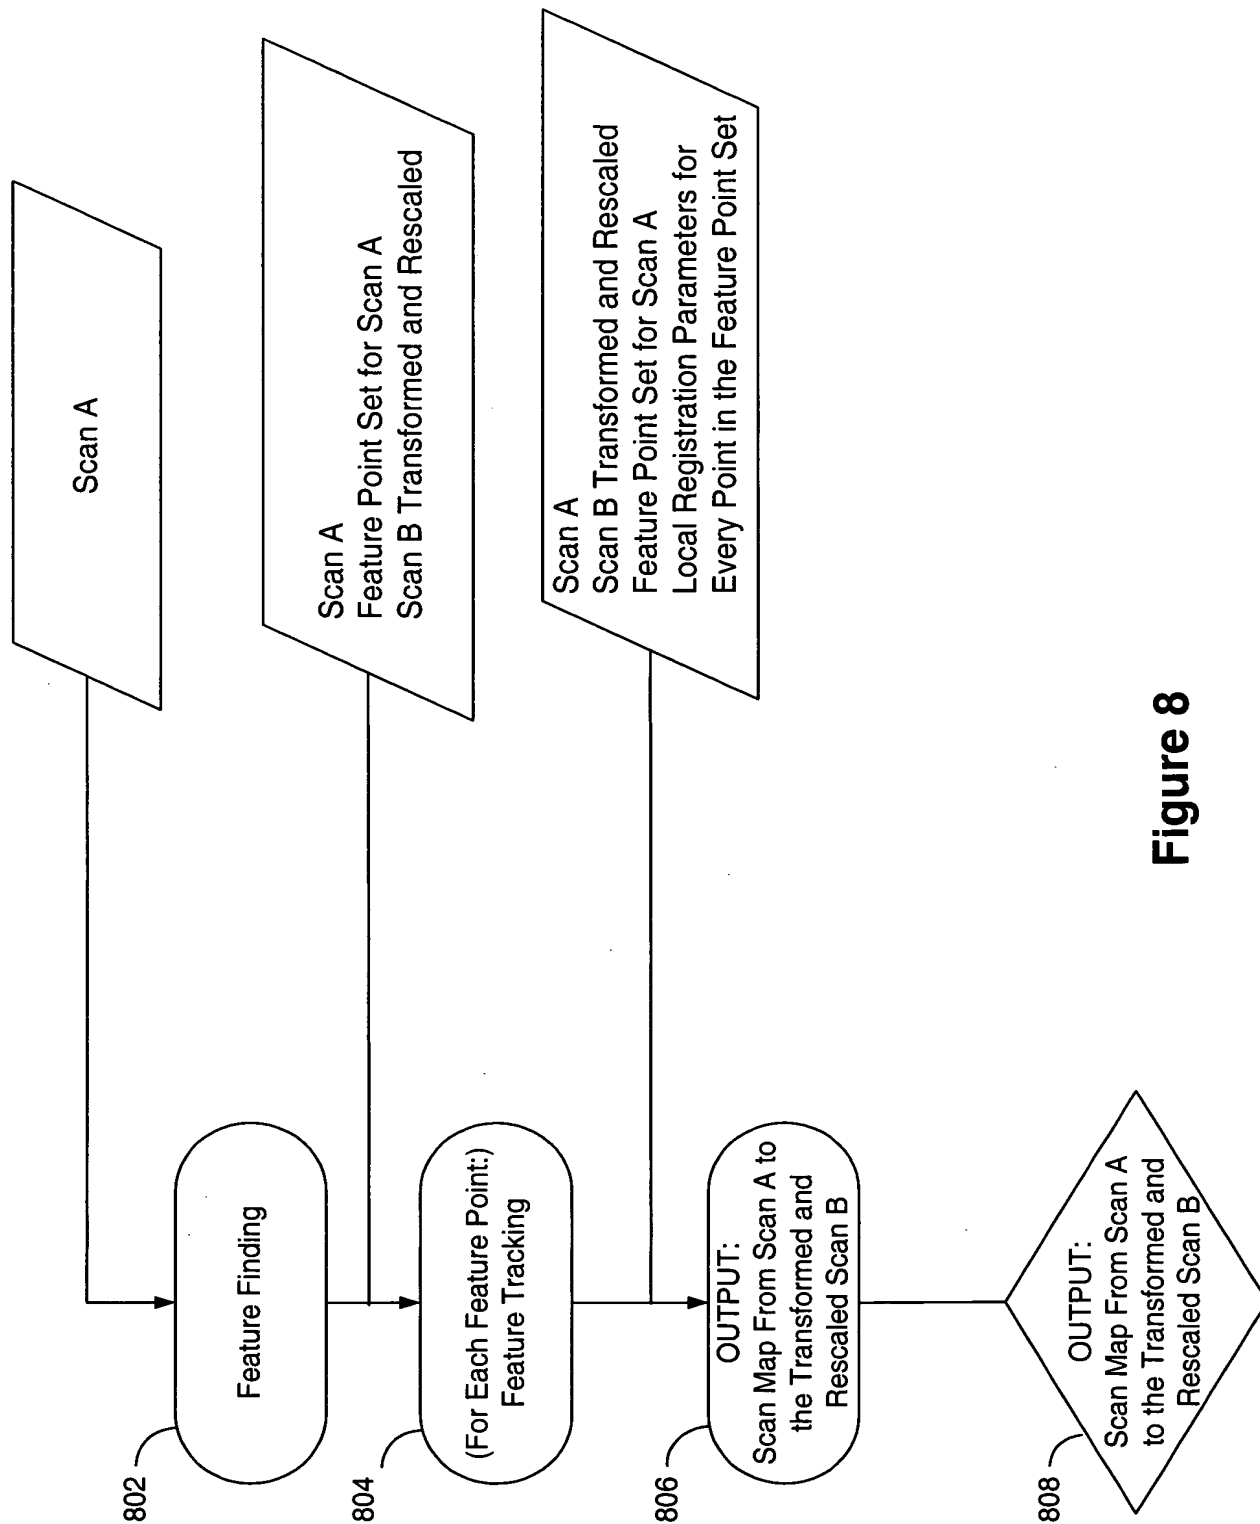 Scan A
802
Feature Finding
Scan A
Feature Point Set for Scan A
Scan B Transformed and Rescaled
804
(For Each Feature Point:)
Feature Tracking
Scan A
Scan B Transformed and Rescaled
Feature Point Set for Scan A
Local Registration Parameters for
Every Point in the Feature Point Set
806
OUTPUT:
Scan Map From Scan A to
the Transformed and
Rescaled Scan B
808
OUTPUT:
Scan Map From Scan A
to the Transformed and
Rescaled Scan B
Figure 8